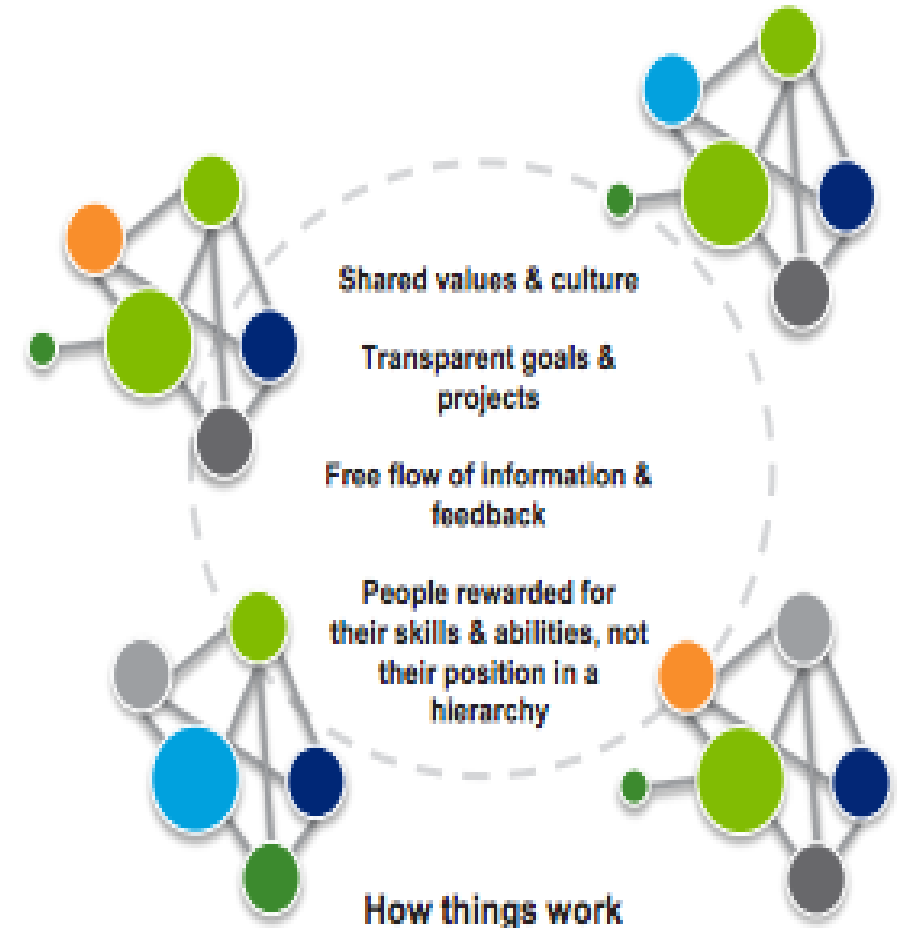 Shared values & culture
Transparent goals &
projects
Free flow of information &
feedback
People rewarded for
their skills & abilities, not
their position in a
hierarchy
How things work